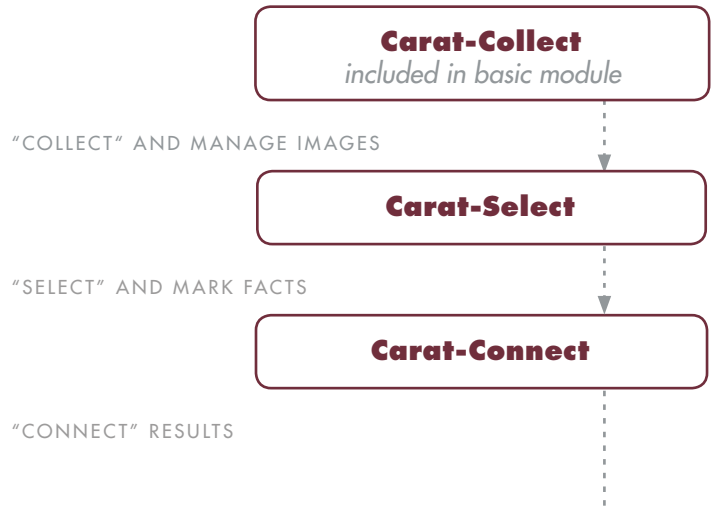 Carat-Collect
included in basic module
“COLLECT“ AND MANAGE IMAGES
Carat-Select
“SELECT” AND MARK FACTS
Carat-Connect
“CONNECT” RESULTS